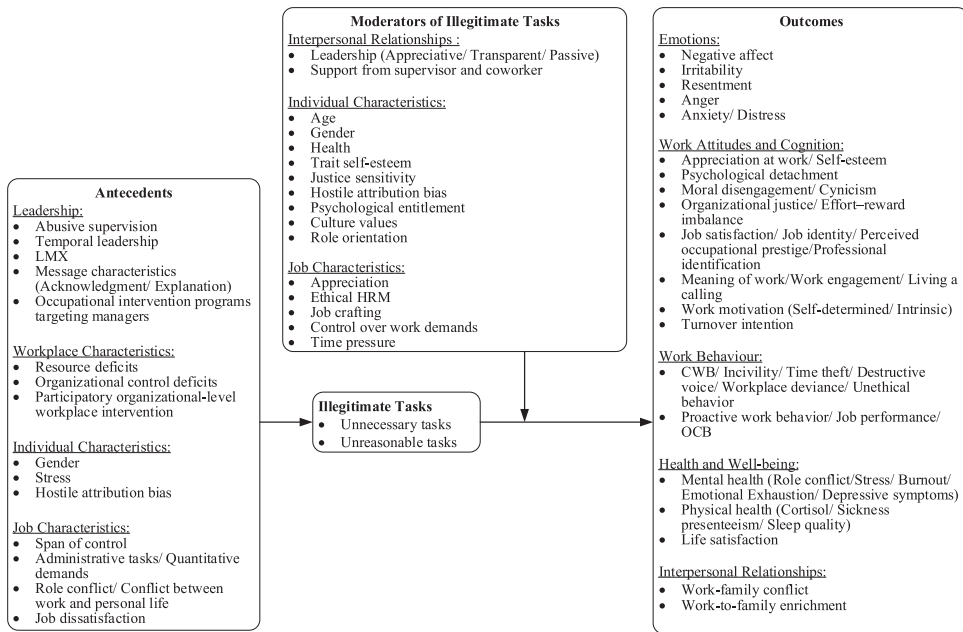 Antecedents
Leadership:
• Abusive supervision
• Temporal leadership
• LMX
• Message characteristics
(Acknowledgment/ Explanation)
• Occupational intervention programs
targeting managers
Workplace Characteristics:
• Resource deficits
• Organizational control deficits
• Participatory organizational-level
workplace intervention
Individual Characteristics:
• Gender
• Stress
• Hostile attribution bias
Job Characteristics:
• Span of control
• Administrative tasks/ Quantitative
demands
• Role conflict/ Conflict between
work and personal life
• Job dissatisfaction
Moderators of Illegitimate Tasks
Interpersonal Relationships :
• Leadership (Appreciative/ Transparent/ Passive)
• Support from supervisor and coworker
Individual Characteristics:
• Age
• Gender
• Health
• Trait self-esteem
• Justice sensitivity
• Hostile attribution bias
• Psychological entitlement
• Culture values
• Role orientation
Job Characteristics:
• Appreciation
• Ethical HRM
• Job crafting
• Control over work demands
• Time pressure
Illegitimate Tasks
• Unnecessary tasks
• Unreasonable tasks
Outcomes
Emotions:
• Negative affect
• Irritability
• Resentment
• Anger
• Anxiety/ Distress
Work Attitudes and Cognition:
• Appreciation at work/ Self-esteem
• Psychological detachment
• Moral disengagement/ Cynicism
• Organizational justice/ Effort–reward
imbalance
• Job satisfaction/ Job identity/ Perceived
occupational prestige/Professional
identification
• Meaning of work/Work engagement/ Living a
calling
• Work motivation (Self-determined/ Intrinsic)
• Turnover intention
Work Behaviour:
• CWB/ Incivility/ Time theft/ Destructive
voice/ Workplace deviance/ Unethical
behavior
• Proactive work behavior/ Job performance/
OCB
Health and Well-being:
• Mental health (Role conflict/Stress/ Burnout/
Emotional Exhaustion/ Depressive symptoms)
• Physical health (Cortisol/ Sickness
presenteeism/ Sleep quality)
• Life satisfaction
Interpersonal Relationships:
• Work-family conflict
• Work-to-family enrichment